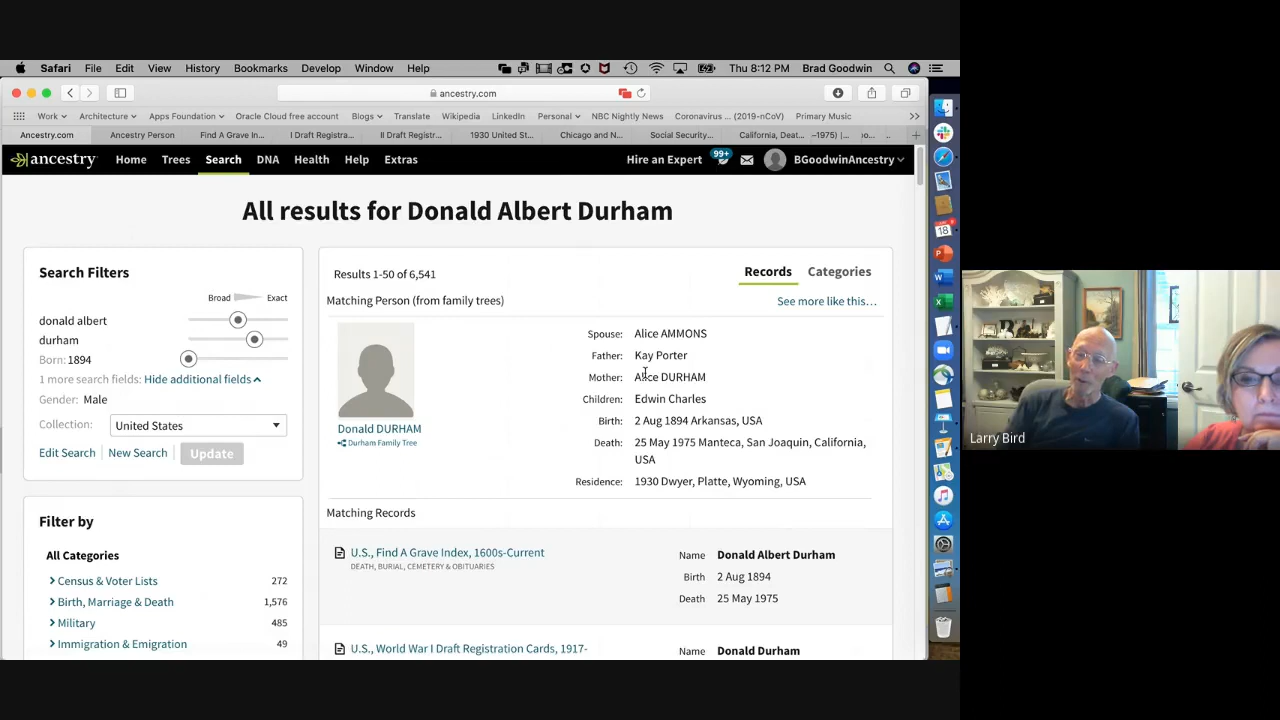 Safari File Edit View History Bookmarks Develop Window Help Thu 8:12 PM Brad Goodwin
ancestry.com
Work Architecture Apps Foundation Oracle Cloud free account Blogs Translate Wikipedia LinkedIn Personal NBC Nightly News Coronavirus ... (2019-nCoV) Primary Music
Ancestry.com Ancestry Person Find A Grave In... I Draft Registra... II Draft Registr... 1930 United St... Chicago and N... Social Security... California, Deat... –1975) |... ...
ancestry Home Trees Search DNA Health Help Extras Hire an Expert 99+ BGoodwinAncestry
All results for Donald Albert Durham
Search Filters
Broad Exact
donald albert
durham
Born: 1894
1 more search fields: Hide additional fields
Gender: Male
Collection: United States
Edit Search New Search Update
Filter by
All Categories
Census & Voter Lists 272
Birth, Marriage & Death 1,576
Military 485
Immigration & Emigration 49
Results 1-50 of 6,541
Records Categories
Matching Person (from family trees)
See more like this…
Donald DURHAM
Durham Family Tree
Spouse: Alice AMMONS
Father: Kay Porter
Mother: Alice DURHAM
Children: Edwin Charles
Birth: 2 Aug 1894 Arkansas, USA
Death: 25 May 1975 Manteca, San Joaquin, California,
USA
Residence: 1930 Dwyer, Platte, Wyoming, USA
Matching Records
U.S., Find A Grave Index, 1600s-Current
DEATH, BURIAL, CEMETERY & OBITUARIES
Name Donald Albert Durham
Birth 2 Aug 1894
Death 25 May 1975
U.S., World War I Draft Registration Cards, 1917-
Name Donald Durham
18
Larry Bird